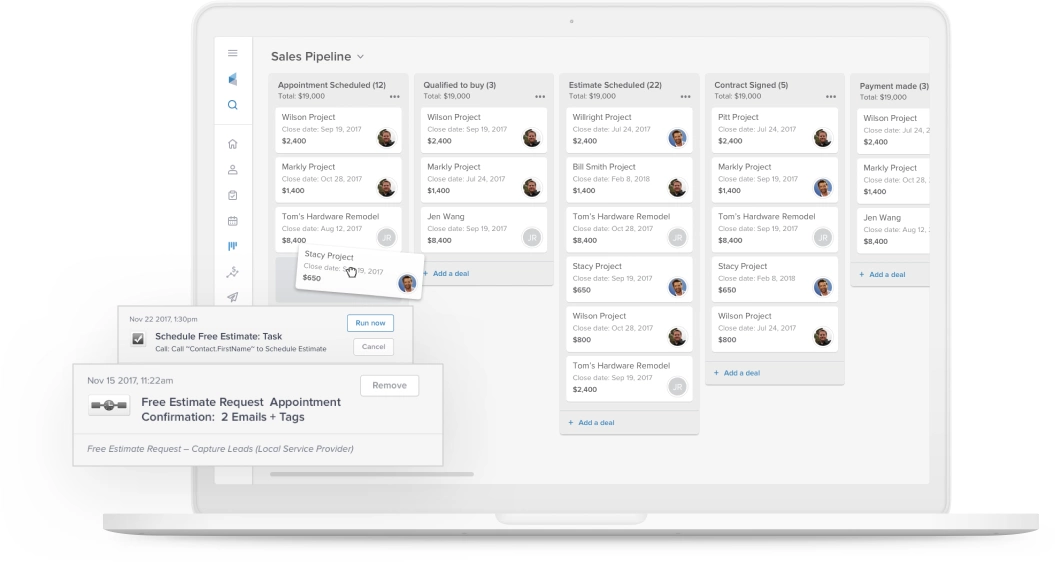 Sales Pipeline
Appointment Scheduled (12)
Total: $19,000
Wilson Project
Close date: Sep 19, 2017
$2,400
Markly Project
Close date: Oct 28, 2017
$1,400
Tom's Hardware Remodel
Close date: Aug 12, 2017
$8,400
JR
Stacy Project
Close date: 19, 2017
$650
Qualified to buy (3)
Total: $19,000
Wilson Project
Close date: Sep 19, 2017
$2,400
Markly Project
Close date: Jul 24, 2017
$1,400
Jen Wang
Close date: Sep 19, 2017
$8,400
JR
+ Add a deal
Estimate Scheduled (22)
Total: $19,000
Willright Project
Close date: Jul 24, 2017
$2,400
Bill Smith Project
Close date: Feb 8, 2018
$1,400
Tom's Hardware Remodel
Close date: Oct 28, 2017
$8,400
JR
Stacy Project
Close date: Sep 19, 2017
$650
Wilson Project
Close date: Oct 28, 2017
$800
Tom's Hardware Remodel
Close date: Sep 19, 2017
$2,400
JR
+ Add a deal
Contract Signed (5)
Total: $19,000
Pitt Project
Close date: Jul 24, 2017
$2,400
Markly Project
Close date: Sep 19, 2017
$1,400
Tom's Hardware Remodel
Close date: Sep 19, 2017
$8,400
JR
Stacy Project
Close date: Feb 8, 2018
$650
Wilson Project
Close date: Jul 24, 2017
$800
+ Add a deal
Payment made (3)
Total: $19,000
Wilson Project
Close date: Jul 24, 2
$2,400
Markly Project
Close date: Oct 28,
$1,400
Jen Wang
Close date: Aug 12,
$8,400
+ Add a deal
Nov 22 2017, 1:30pm
Run now
Schedule Free Estimate: Task
Call: Call ~Contact.FirstName~ to Schedule Estimate
Cancel
Nov 15 2017, 11:22am
Remove
Free Estimate Request Appointment
Confirmation: 2 Emails + Tags
Free Estimate Request – Capture Leads (Local Service Provider)